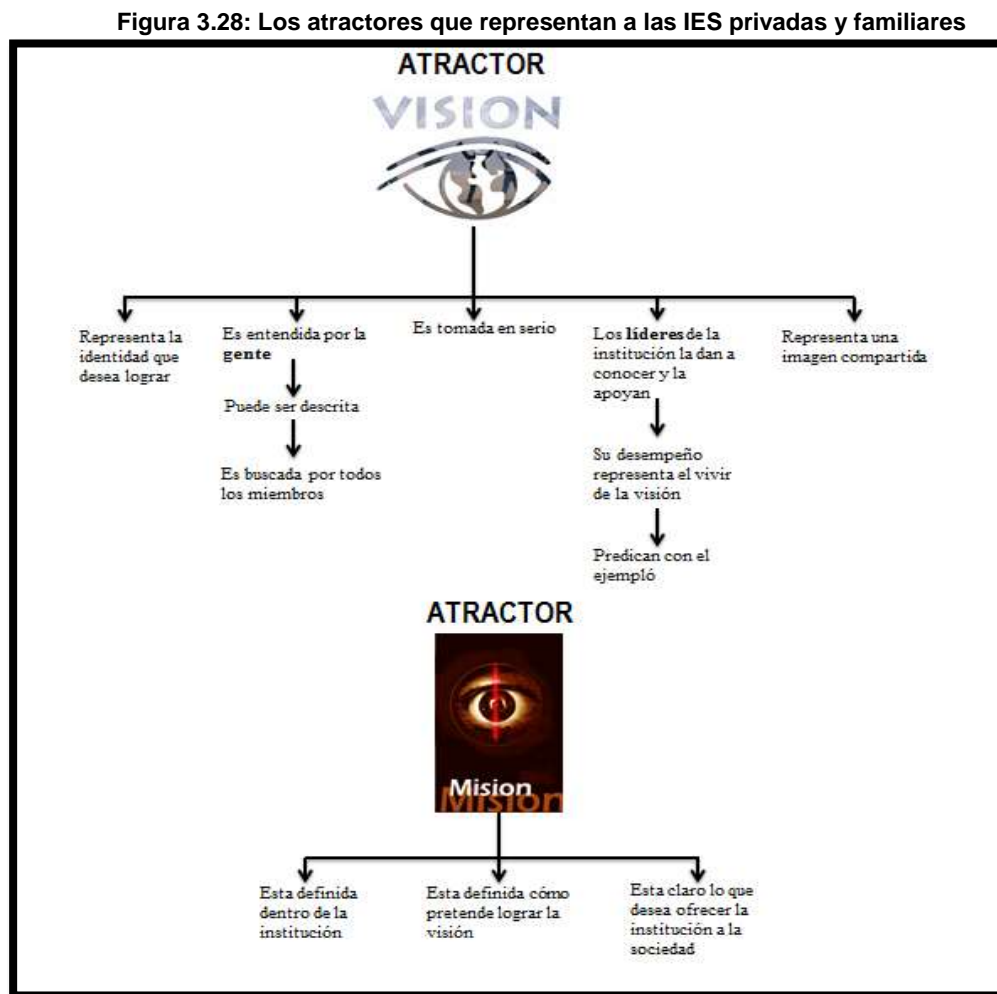 Figura 3.28: Los atractores que representan a las IES privadas y familiares
ATRACTOR
VISION
Representa la
identidad que
desea lograr
Es entendida por la
gente
Puede ser descrita
Es buscada por todos
los miembros
Es tomada en serio
Los líderes de la
institución la dan a
conocer y la
apoyan
Su desempeño
representa el vivir
de la visión
Predican con el
ejempló
Representa una
imagen compartida
ATRACTOR
Mision
Mision
Esta definida
dentro de la
institución
Esta definida cómo
pretende lograr la
visión
Esta claro lo que
desea ofrecer la
institución a la
sociedad